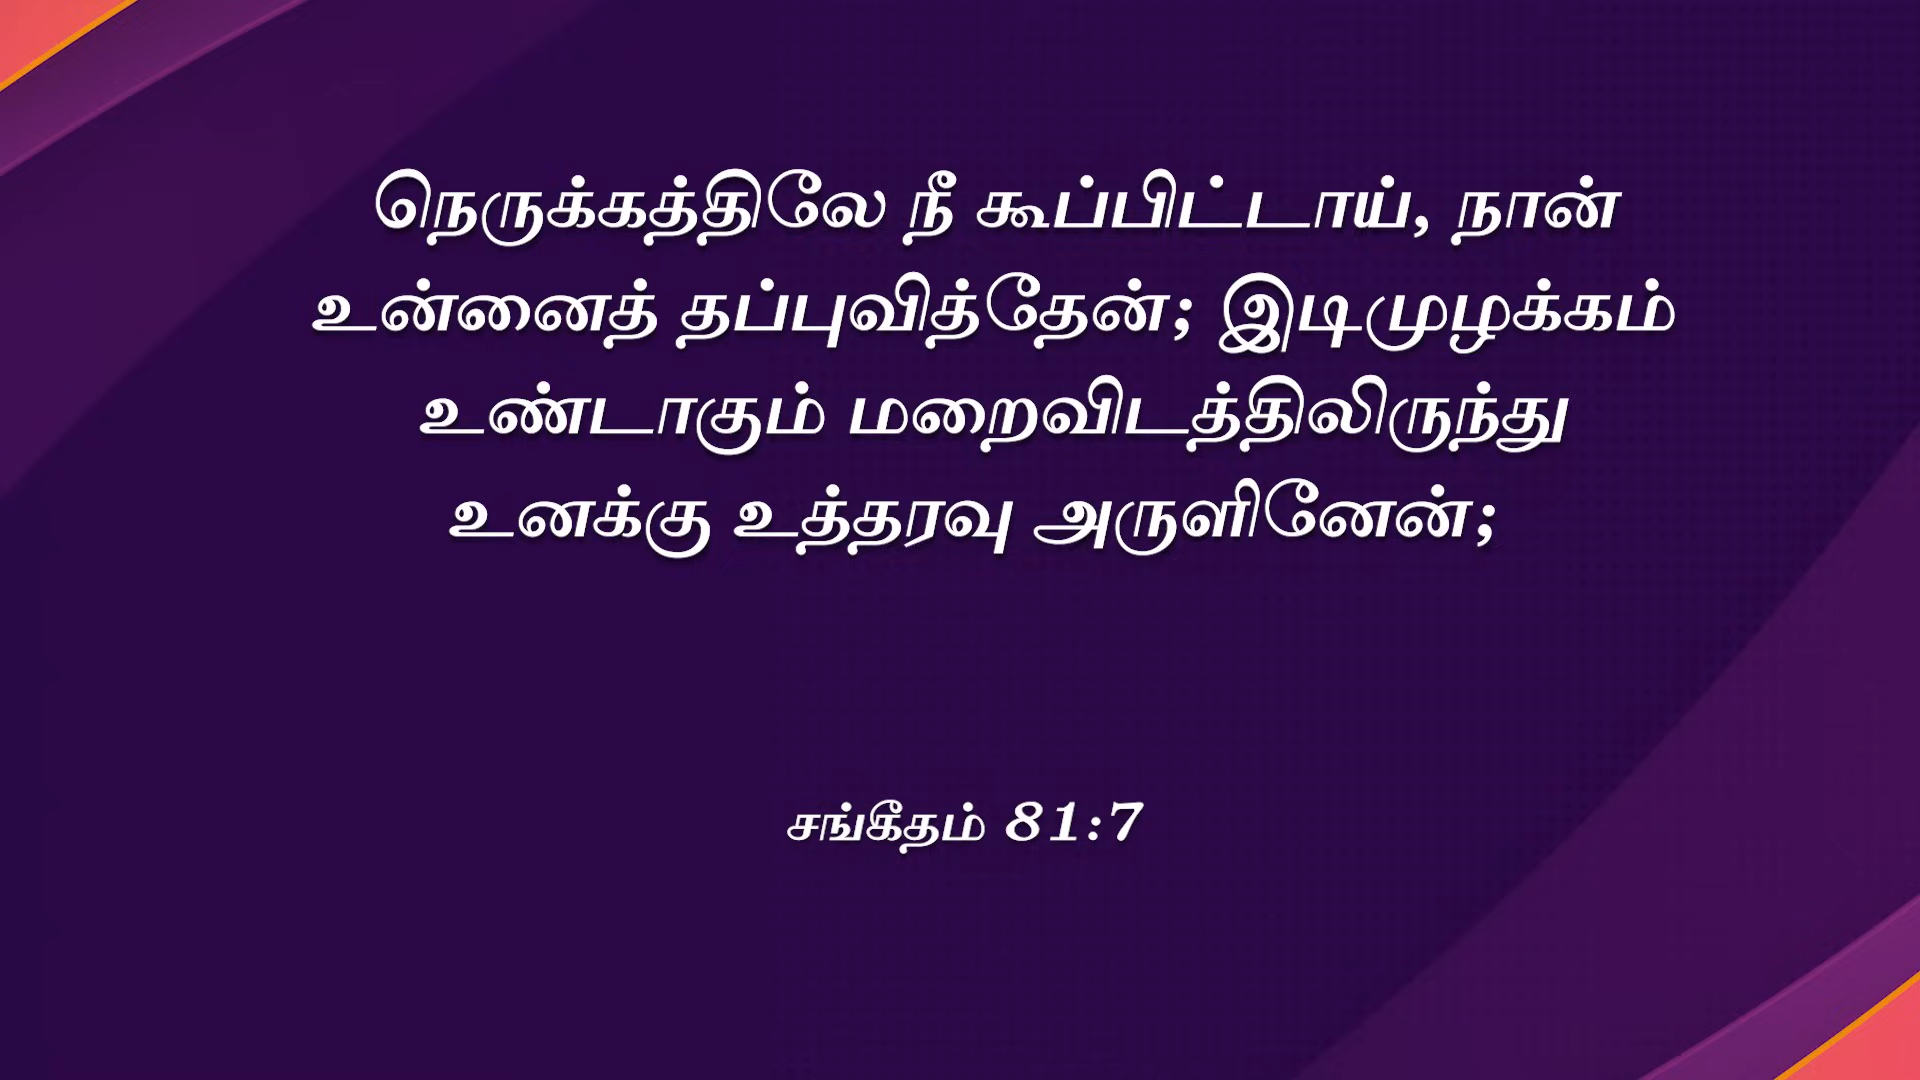 நெருக்கத்திலே நீ கூப்பிட்டாய், நான்
உன்னைத் தப்புவித்தேன்; இடிமுழக்கம்
உண்டாகும் மறைவிடத்திலிருந்து
உனக்கு உத்தரவு அருளினேன்;
சங்கீதம் 81:7